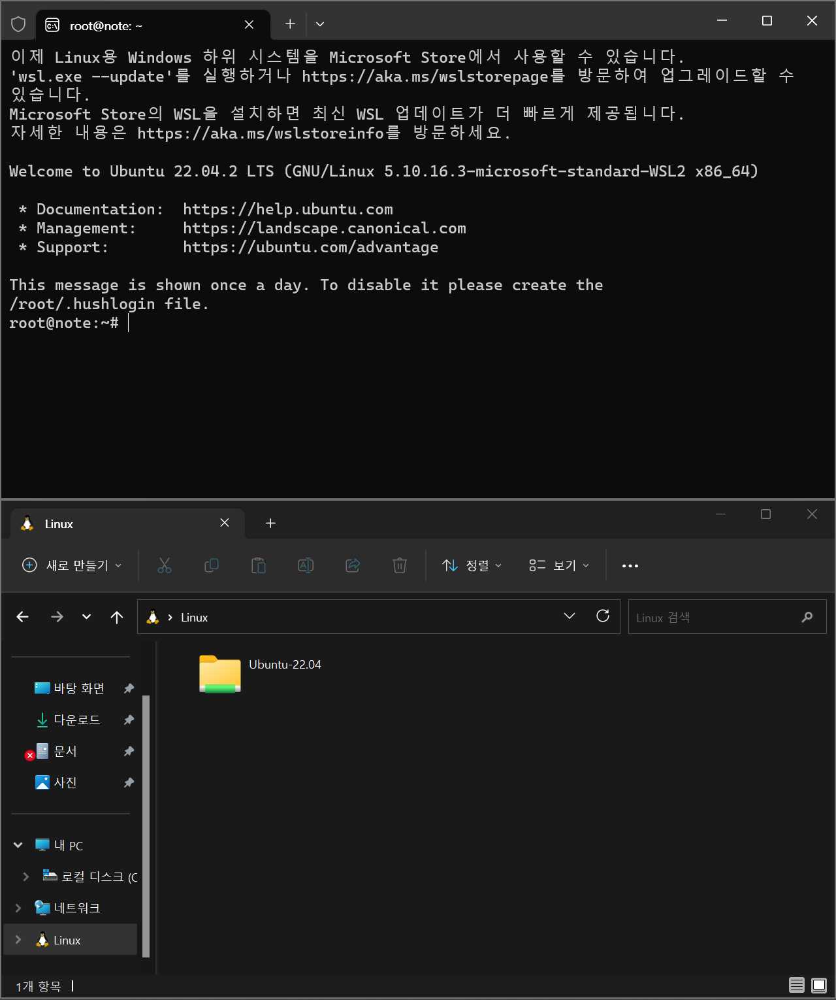 root@note: ~
이제 Linux용 Windows 하위 시스템을 Microsoft Store에서 사용할 수 있습니다.
'wsl.exe --update'를 실행하거나 https://aka.ms/wslstorepage를 방문하여 업그레이드할 수
있습니다.
Microsoft Store의 WSL을 설치하면 최신 WSL 업데이트가 더 빠르게 제공됩니다.
자세한 내용은 https://aka.ms/wslstoreinfo를 방문하세요.
Welcome to Ubuntu 22.04.2 LTS (GNU/Linux 5.10.16.3-microsoft-standard-WSL2 x86_64)
* Documentation:  https://help.ubuntu.com
* Management:     https://landscape.canonical.com
* Support:        https://ubuntu.com/advantage
This message is shown once a day. To disable it please create the
/root/.hushlogin file.
root@note:~#
Linux
새로 만들기 정렬 보기
Linux
Linux 검색
Ubuntu-22.04
바탕 화면
다운로드
문서
사진
내 PC
로컬 디스크 (C
네트워크
Linux
1개 항목